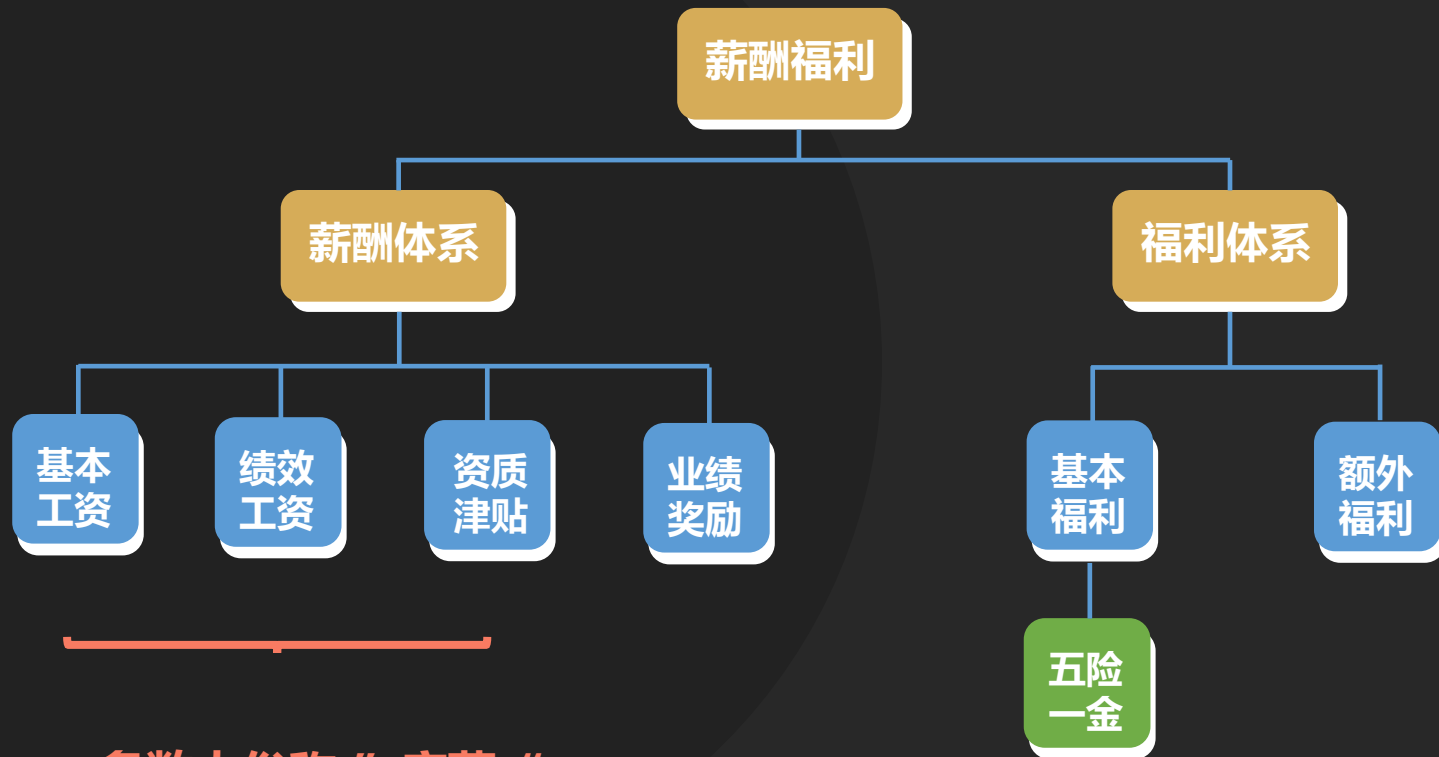 薪酬福利
薪酬体系
福利体系
基本
工资
绩效
工资
资质
津贴
业绩
奖励
基本
福利
额外
福利
五险
一金